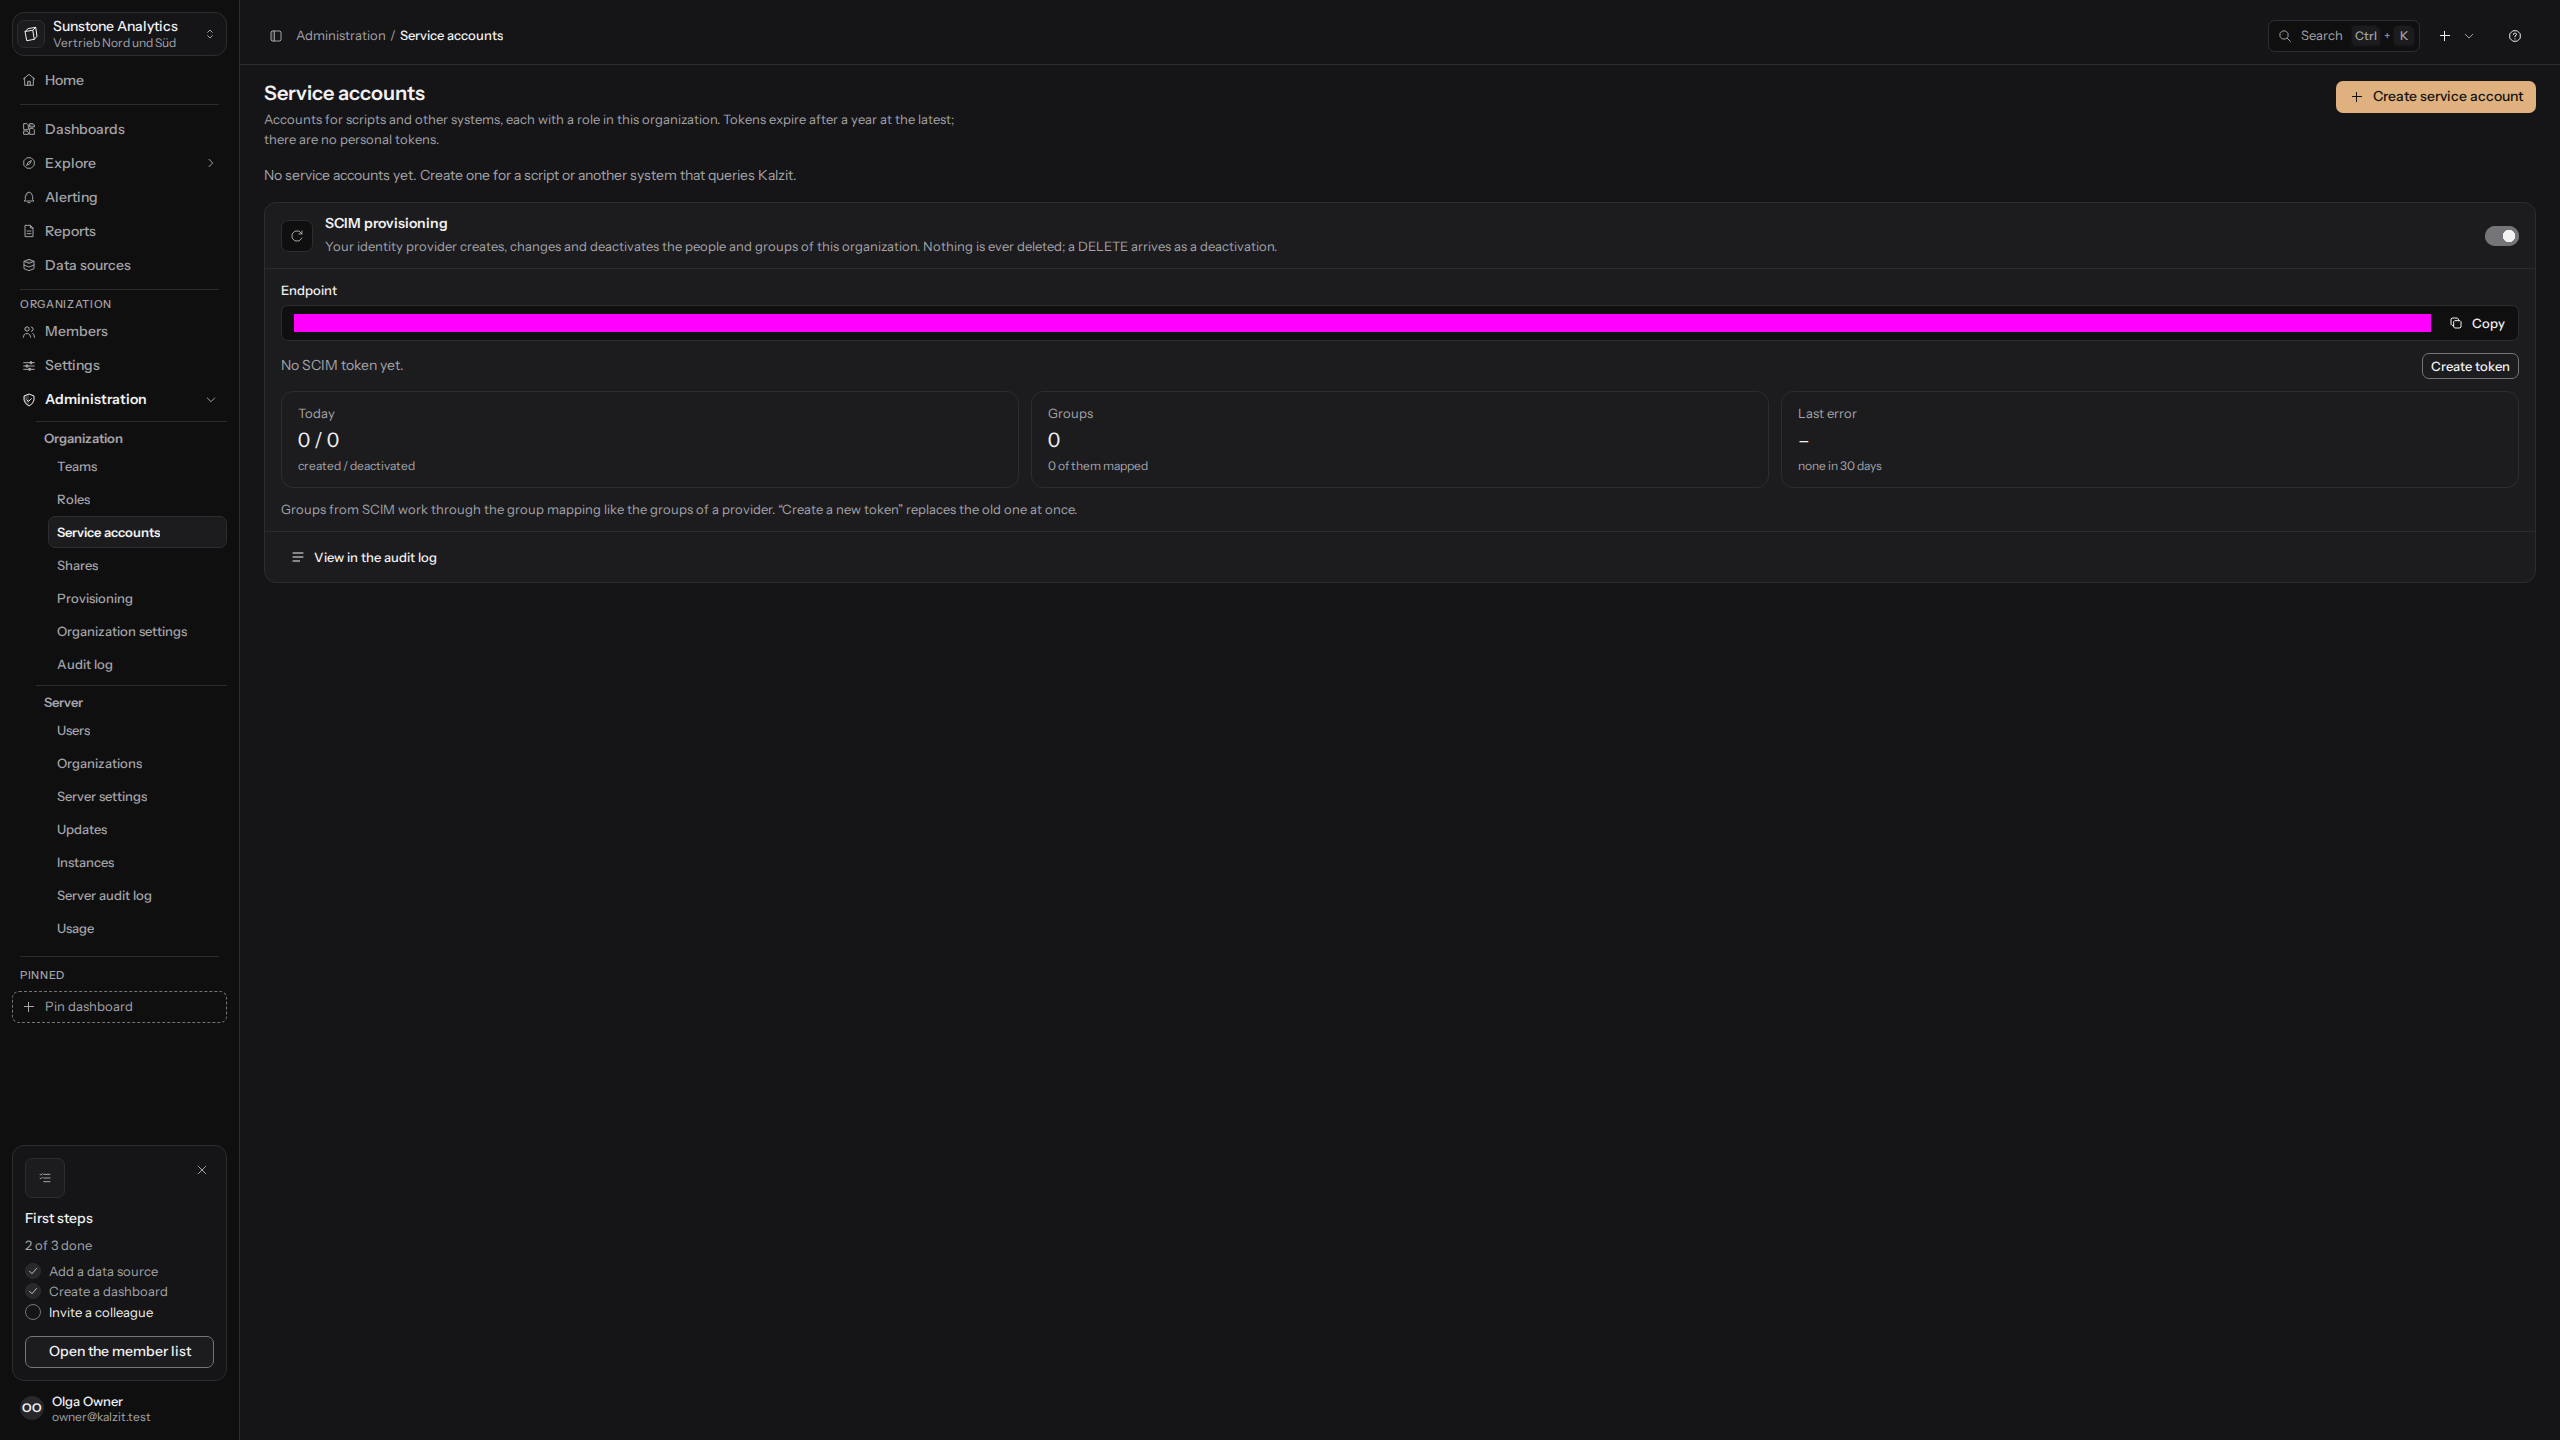 Sunstone Analytics
Vertrieb Nord und Süd
Home
Dashboards
Explore
Alerting
Reports
Data sources
ORGANIZATION
Members
Settings
Administration
Organization
Teams
Roles
Service accounts
Shares
Provisioning
Organization settings
Audit log
Server
Users
Organizations
Server settings
Updates
Instances
Server audit log
Usage
PINNED
Pin dashboard
First steps
2 of 3 done
Add a data source
Create a dashboard
Invite a colleague
Open the member list
OO
Olga Owner
owner@kalzit.test
Administration / Service accounts
Search Ctrl + K
Service accounts
Accounts for scripts and other systems, each with a role in this organization. Tokens expire after a year at the latest;
there are no personal tokens.
Create service account
No service accounts yet. Create one for a script or another system that queries Kalzit.
SCIM provisioning
Your identity provider creates, changes and deactivates the people and groups of this organization. Nothing is ever deleted; a DELETE arrives as a deactivation.
Endpoint
Copy
No SCIM token yet.
Create token
Today
0 / 0
created / deactivated
Groups
0
0 of them mapped
Last error
–
none in 30 days
Groups from SCIM work through the group mapping like the groups of a provider. “Create a new token” replaces the old one at once.
View in the audit log